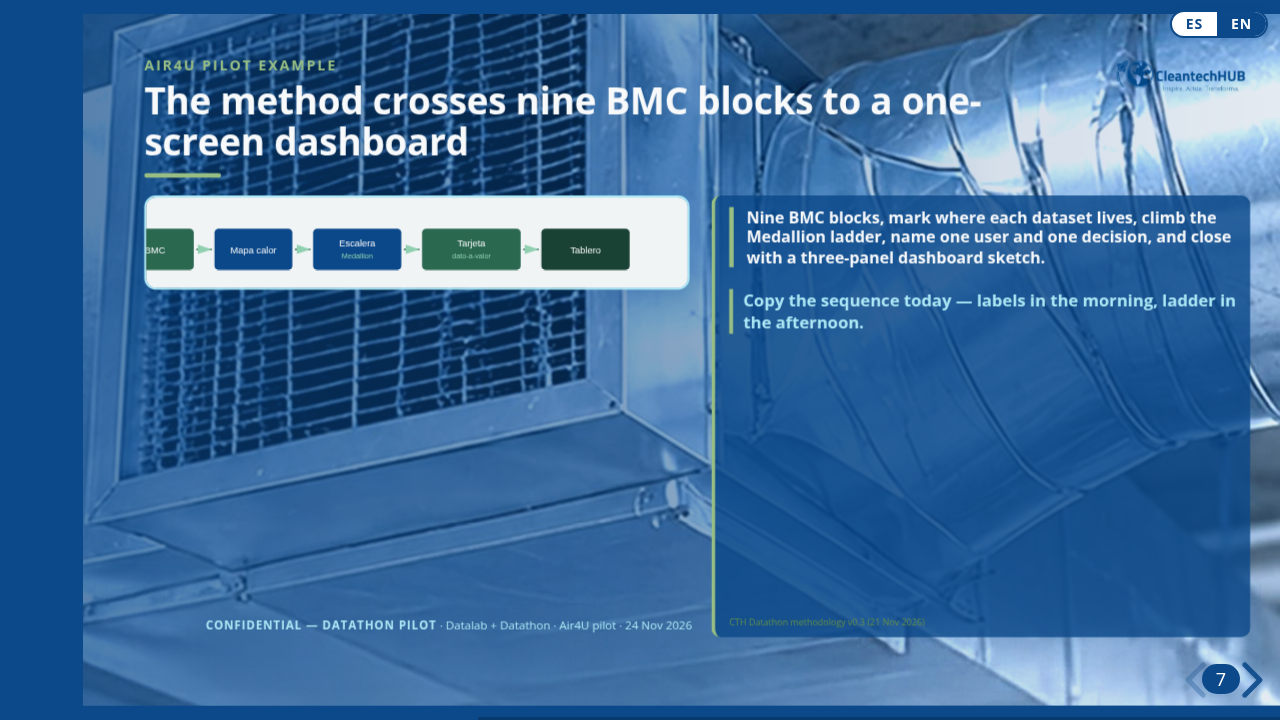 ES EN
AIR4U PILOT EXAMPLE
The method crosses nine BMC blocks to a one-
screen dashboard
CleantechHUB
Inspira. Actúa. Transforma.
BMC
Mapa calor
Escalera
Medallion
Tarjeta
dato-a-valor
Tablero
Nine BMC blocks, mark where each dataset lives, climb the
Medallion ladder, name one user and one decision, and close
with a three-panel dashboard sketch.
Copy the sequence today — labels in the morning, ladder in
the afternoon.
CONFIDENTIAL — DATATHON PILOT · Datalab + Datathon · Air4U pilot · 24 Nov 2026
CTH Datathon methodology v0.3 (21 Nov 2026)
7